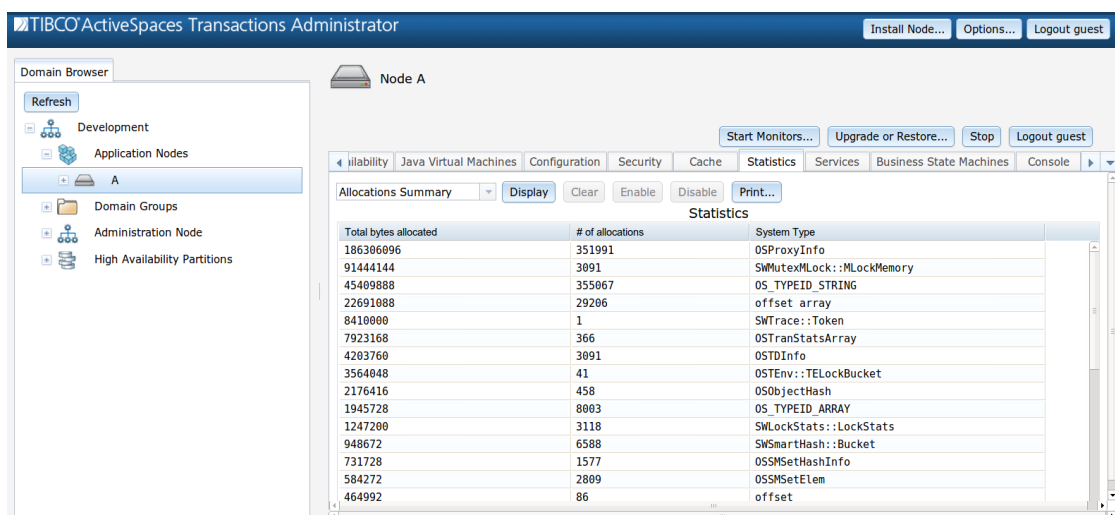 TIBCO® ActiveSpaces Transactions Administrator
Install Node... Options... Logout guest
Domain Browser
Refresh
Development
Application Nodes
A
Domain Groups
Administration Node
High Availability Partitions
Node A
Start Monitors... Upgrade or Restore... Stop Logout guest
ilability Java Virtual Machines Configuration Security Cache Statistics Services Business State Machines Console
Allocations Summary Display Clear Enable Disable Print...
Statistics
Total bytes allocated # of allocations System Type
186306096 351991 OSProxyInfo
91444144 3091 SWMutexMLock::MLockMemory
45409888 355067 OS_TYPEID_STRING
22691088 29206 offset array
8410000 1 SWTrace::Token
7923168 366 OSTranStatsArray
4203760 3091 OSTDInfo
3564048 41 OSTEnv::TELockBucket
2176416 458 OSObjectHash
1945728 8003 OS_TYPEID_ARRAY
1247200 3118 SWLockStats::LockStats
948672 6588 SWSmartHash::Bucket
731728 1577 OSSMSetHashInfo
584272 2809 OSSMSetElem
464992 86 offset